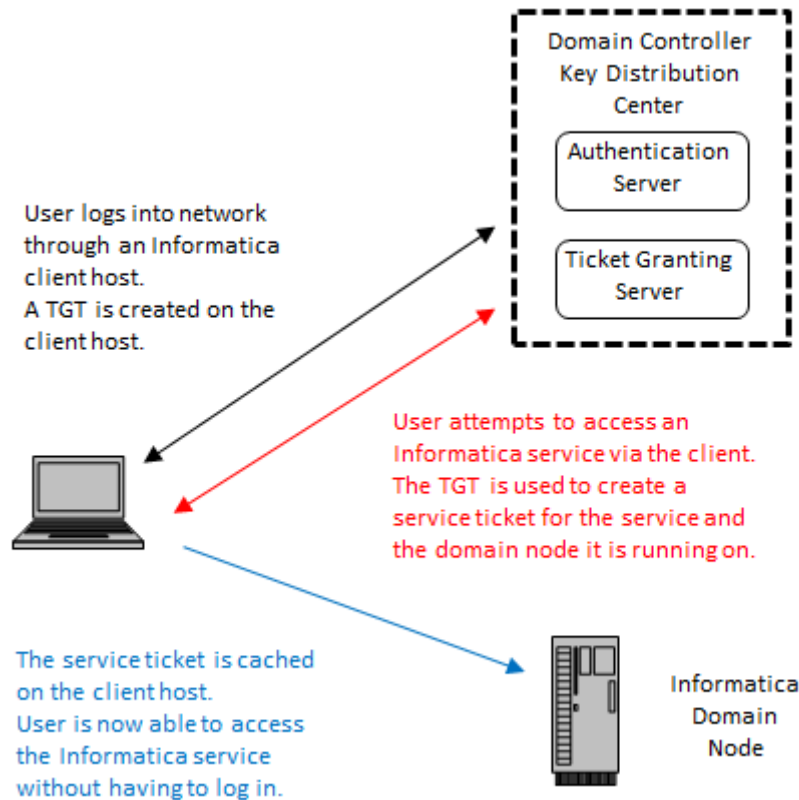 Domain Controller
Key Distribution
Center
Authentication
Server
Ticket Granting
Server
User logs into network
through an Informatica
client host.
A TGT is created on the
client host.
User attempts to access an
Informatica service via the client.
The TGT is used to create a
service ticket for the service and
the domain node it is running on.
The service ticket is cached
on the client host.
User is now able to access
the Informatica service
without having to log in.
Informatica
Domain
Node